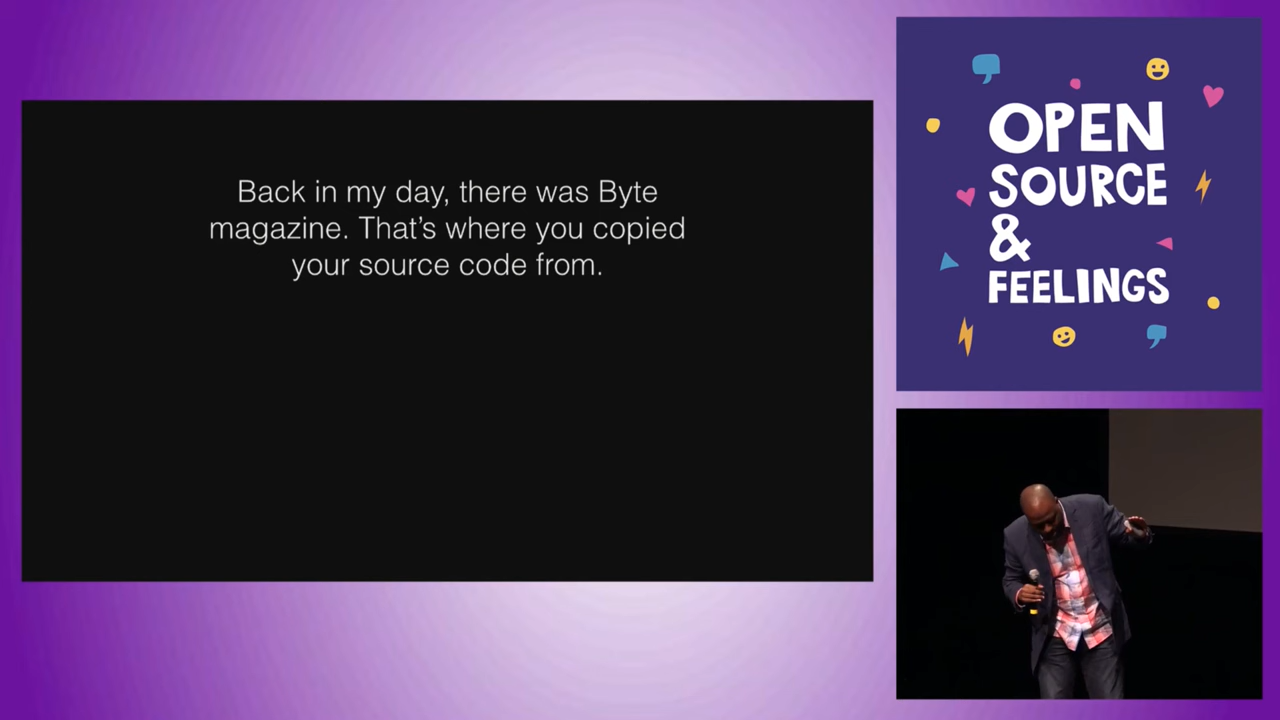 Back in my day, there was Byte
magazine. That’s where you copied
your source code from.
OPEN
SOURCE
&
FEELINGS